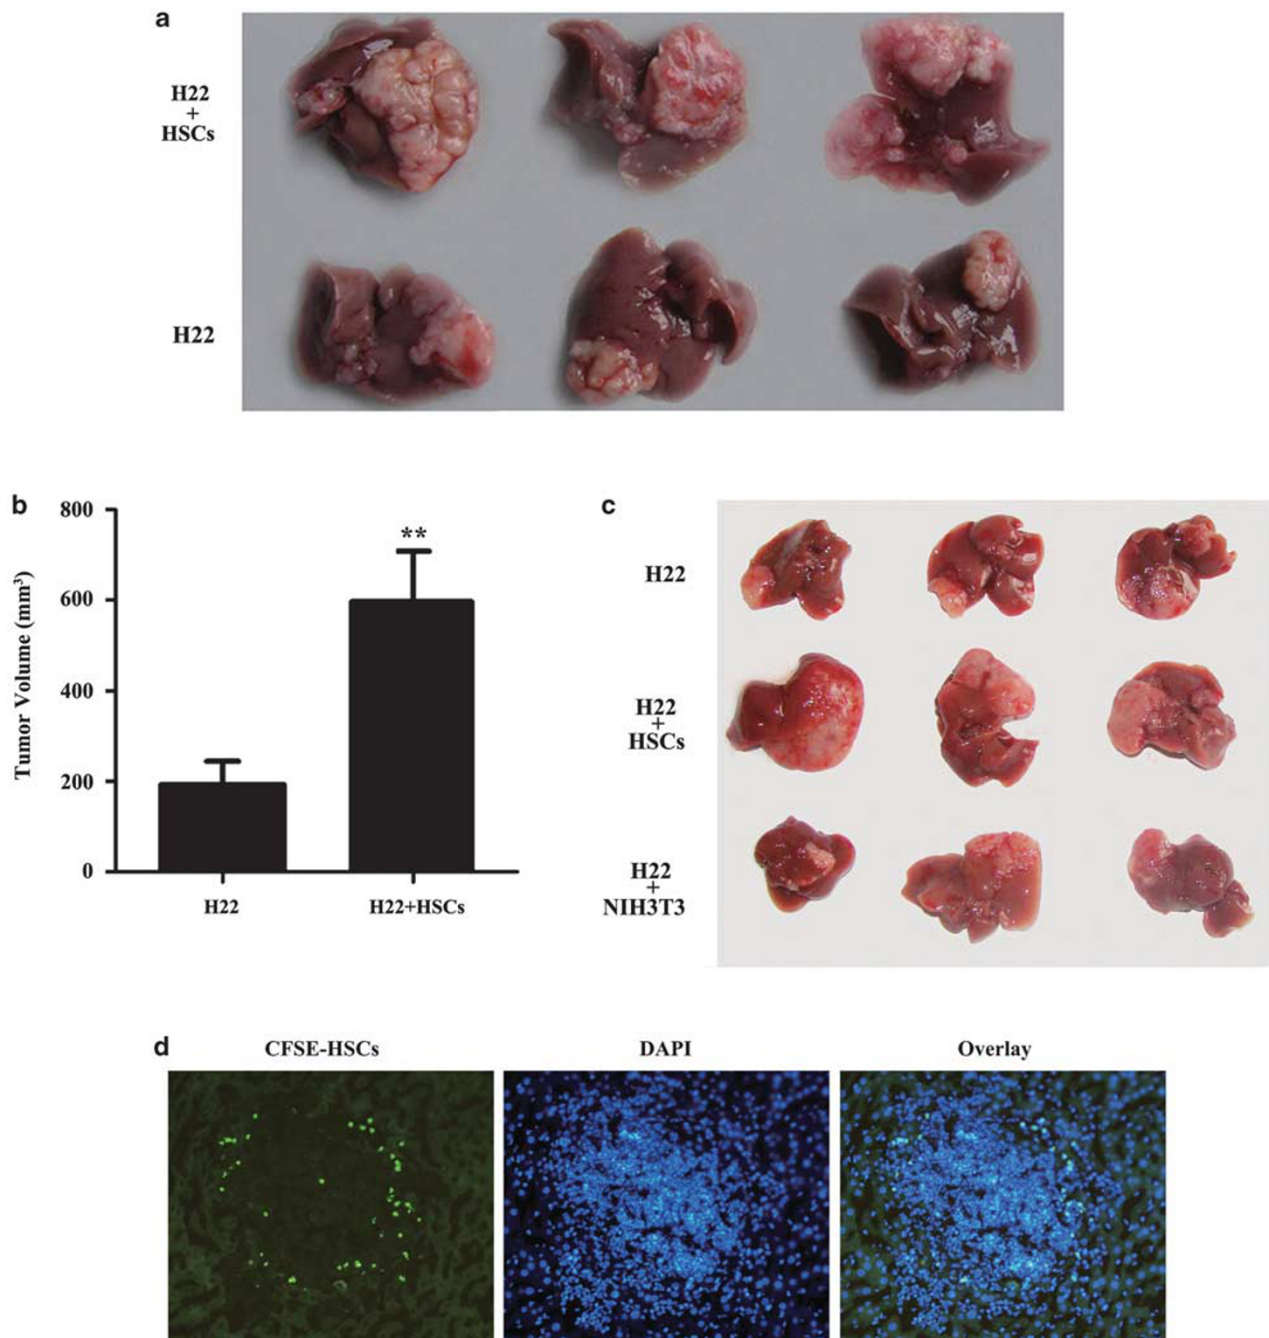 a
H22
+
HSCs
H22
b
800
600
400
200
0
Tumor Volume (mm³)
**
H22
H22+HSCs
c
H22
H22
+
HSCs
H22
+
NIH3T3
d
CFSE-HSCs
DAPI
Overlay